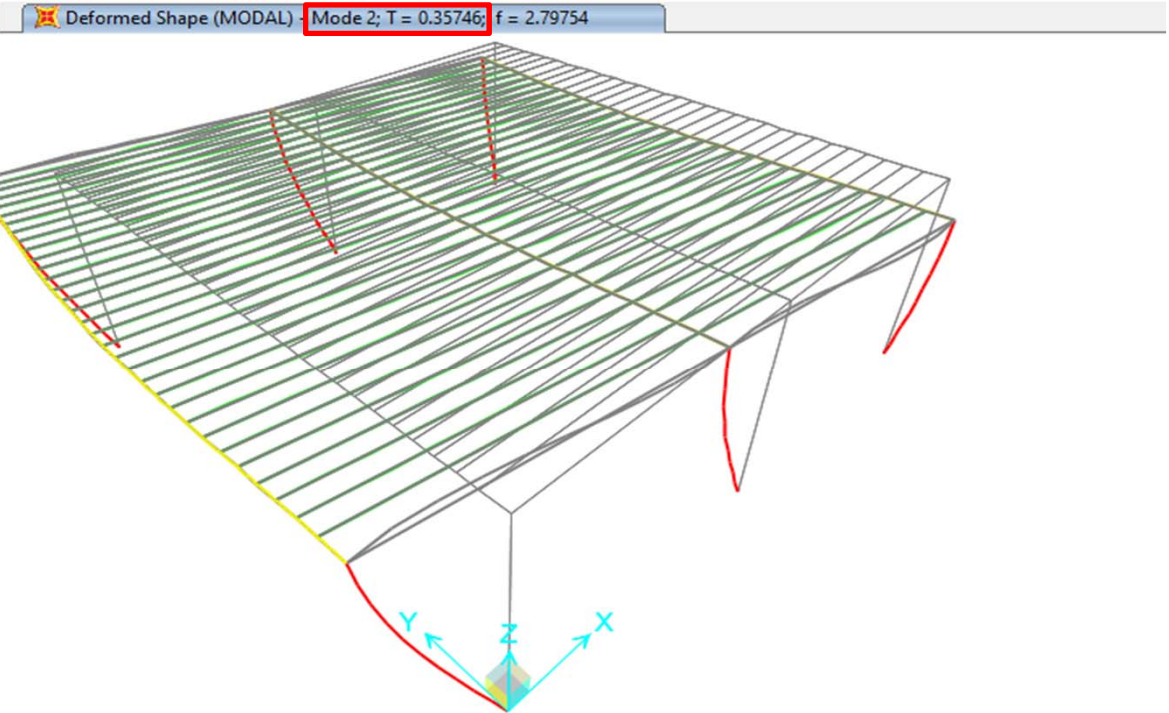 Deformed Shape (MODAL) - Mode 2; T = 0.35746; f = 2.79754
Y
Z
X